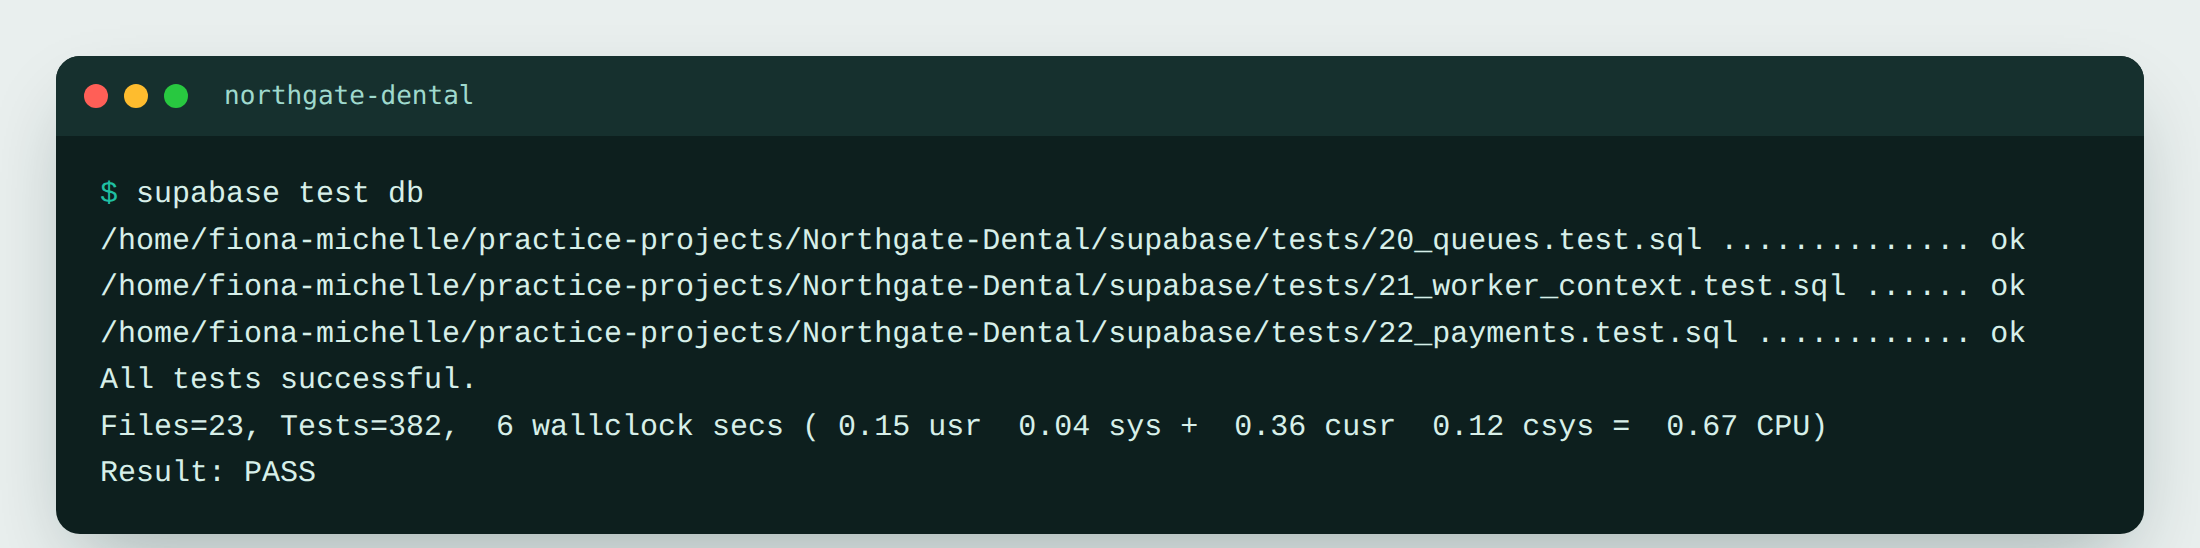 northgate-dental
$ supabase test db
/home/fiona-michelle/practice-projects/Northgate-Dental/supabase/tests/20_queues.test.sql .............. ok
/home/fiona-michelle/practice-projects/Northgate-Dental/supabase/tests/21_worker_context.test.sql ...... ok
/home/fiona-michelle/practice-projects/Northgate-Dental/supabase/tests/22_payments.test.sql ............ ok
All tests successful.
Files=23, Tests=382,  6 wallclock secs ( 0.15 usr  0.04 sys +  0.36 cusr  0.12 csys =  0.67 CPU)
Result: PASS